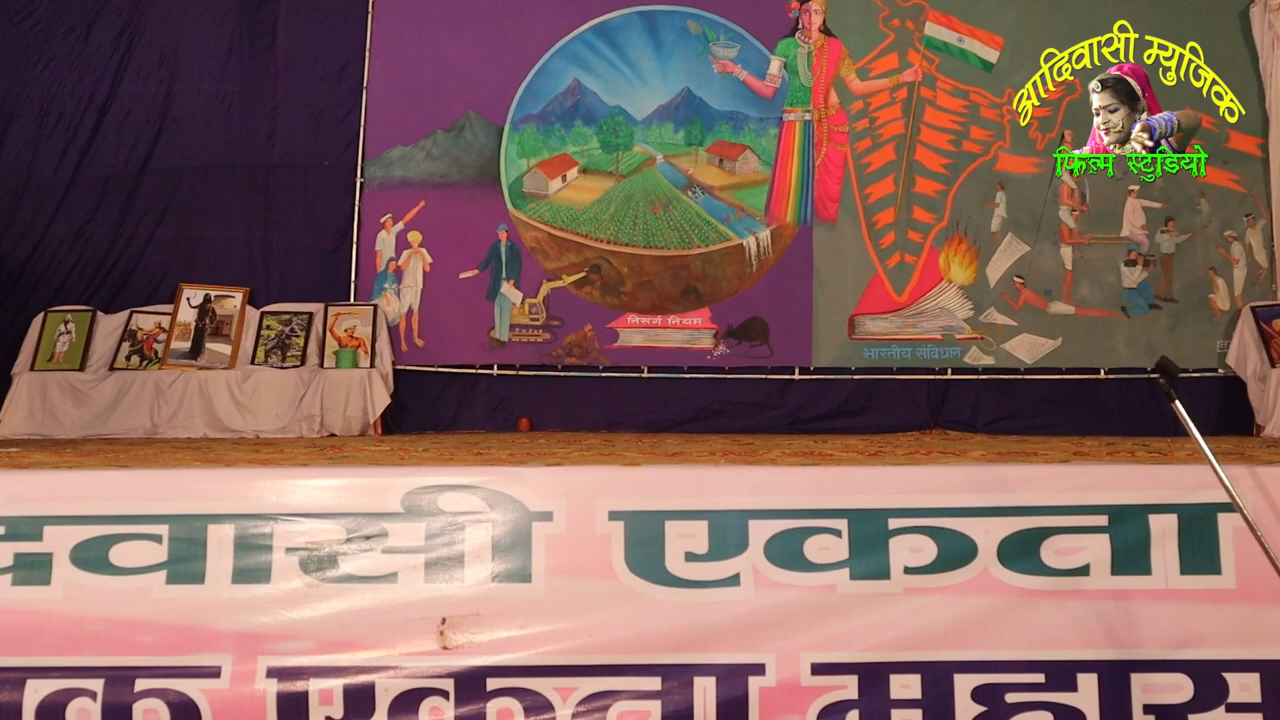 आदिवासी म्युजिक
फिल्म स्टुडियो
निसर्ग नियम
भारतीय संविधान
दिवासी एकता
क एकता महास